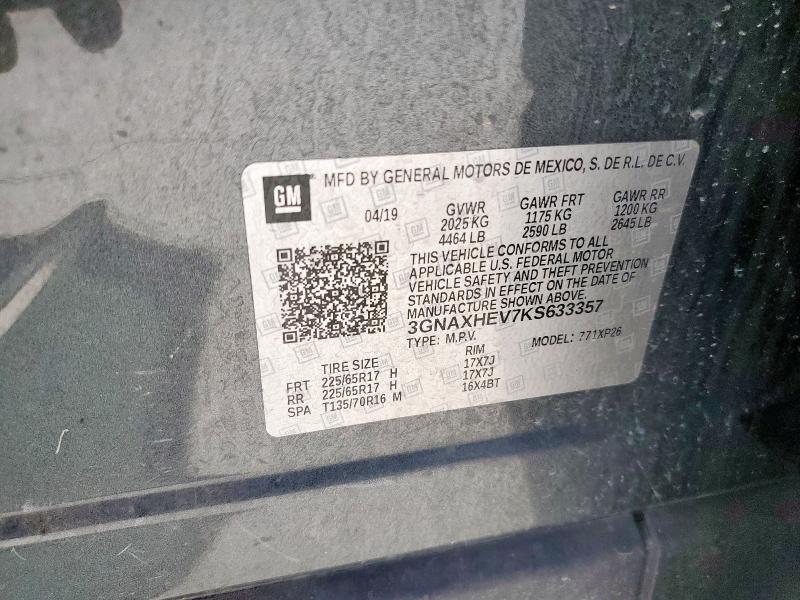 GM
MFD BY GENERAL MOTORS DE MEXICO, S. DE R.L. DE C.V.
04/19
GVWR
2025 KG
4464 LB
GAWR FRT
1175 KG
2590 LB
GAWR RR
1200 KG
2645 LB
THIS VEHICLE CONFORMS TO ALL
APPLICABLE U.S. FEDERAL MOTOR
VEHICLE SAFETY AND THEFT PREVENTION
STANDARDS IN EFFECT ON THE DATE OF
MANUFACTURE SHOWN ABOVE.
3GNAXHEV7KS633357
TYPE: M.P.V. MODEL: 771XP26
TIRE SIZE RIM
FRT 225/65R17 H 17X7J
RR 225/65R17 H 17X7J
SPA T135/70R16 M 16X4BT